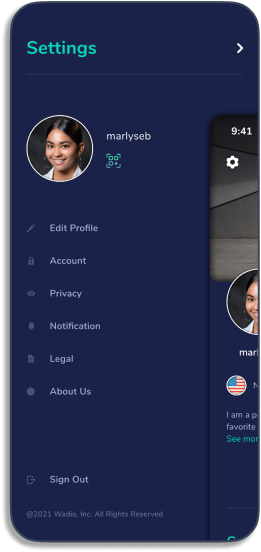 Settings
marlyseb
9:41
Edit Profile
Account
Privacy
Notification
Legal
About Us
Sign Out
@2021 Wadio, Inc. All Rights Reserved
marl
N
I am a p
favorite
See mor